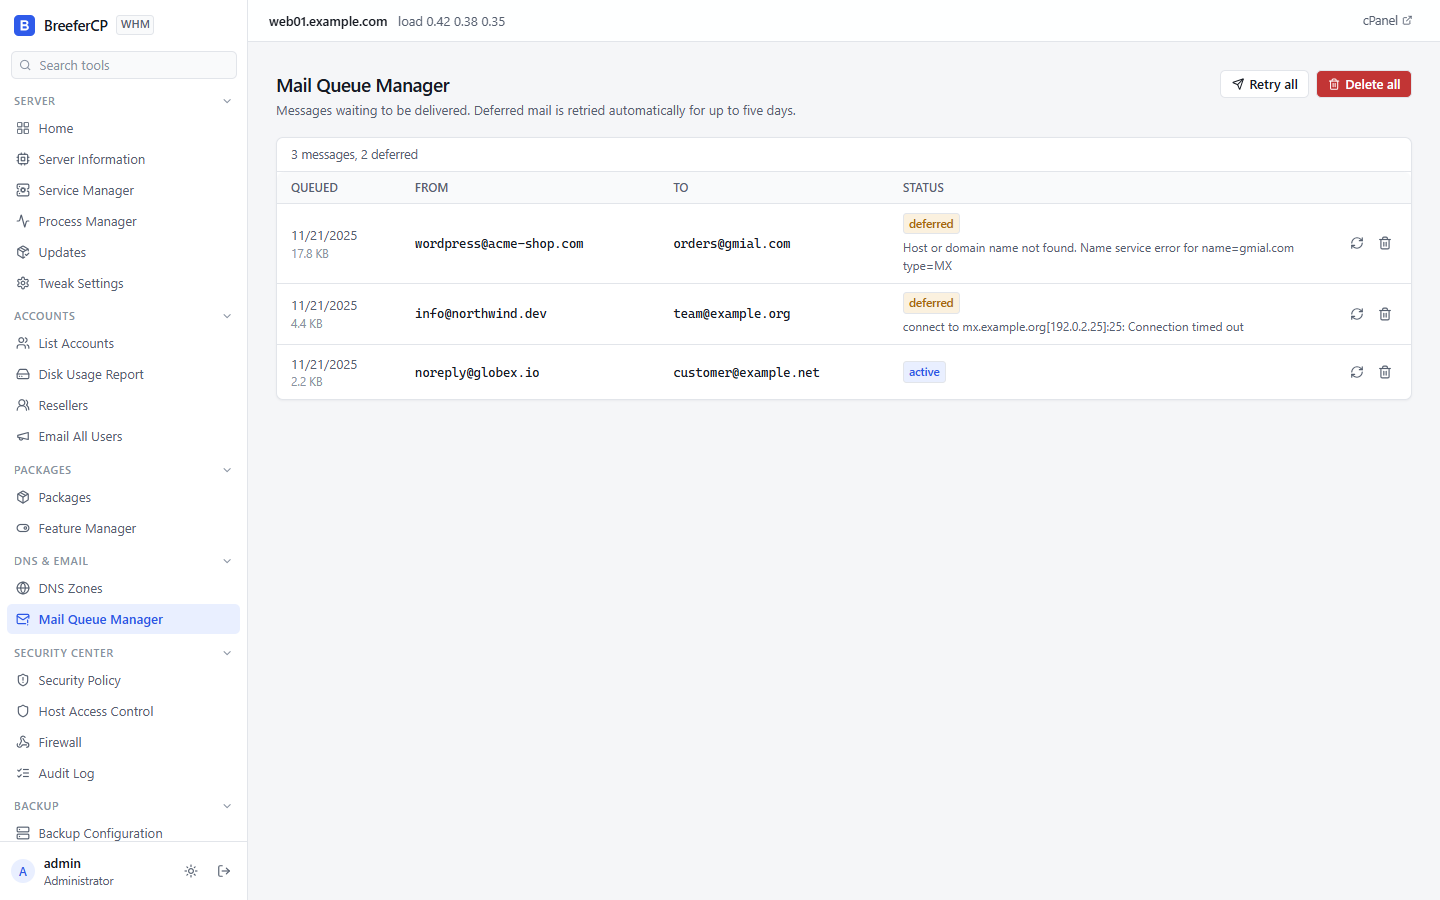 BreeferCP WHM
Search tools
SERVER
Home
Server Information
Service Manager
Process Manager
Updates
Tweak Settings
ACCOUNTS
List Accounts
Disk Usage Report
Resellers
Email All Users
PACKAGES
Packages
Feature Manager
DNS & EMAIL
DNS Zones
Mail Queue Manager
SECURITY CENTER
Security Policy
Host Access Control
Firewall
Audit Log
BACKUP
Backup Configuration
A
admin
Administrator
web01.example.com load 0.42 0.38 0.35
cPanel
Mail Queue Manager
Messages waiting to be delivered. Deferred mail is retried automatically for up to five days.
Retry all
Delete all
3 messages, 2 deferred
QUEUED FROM TO STATUS
11/21/2025
17.8 KB
wordpress@acme-shop.com
orders@gmial.com
deferred
Host or domain name not found. Name service error for name=gmial.com
type=MX
11/21/2025
4.4 KB
info@northwind.dev
team@example.org
deferred
connect to mx.example.org[192.0.2.25]:25: Connection timed out
11/21/2025
2.2 KB
noreply@globex.io
customer@example.net
active